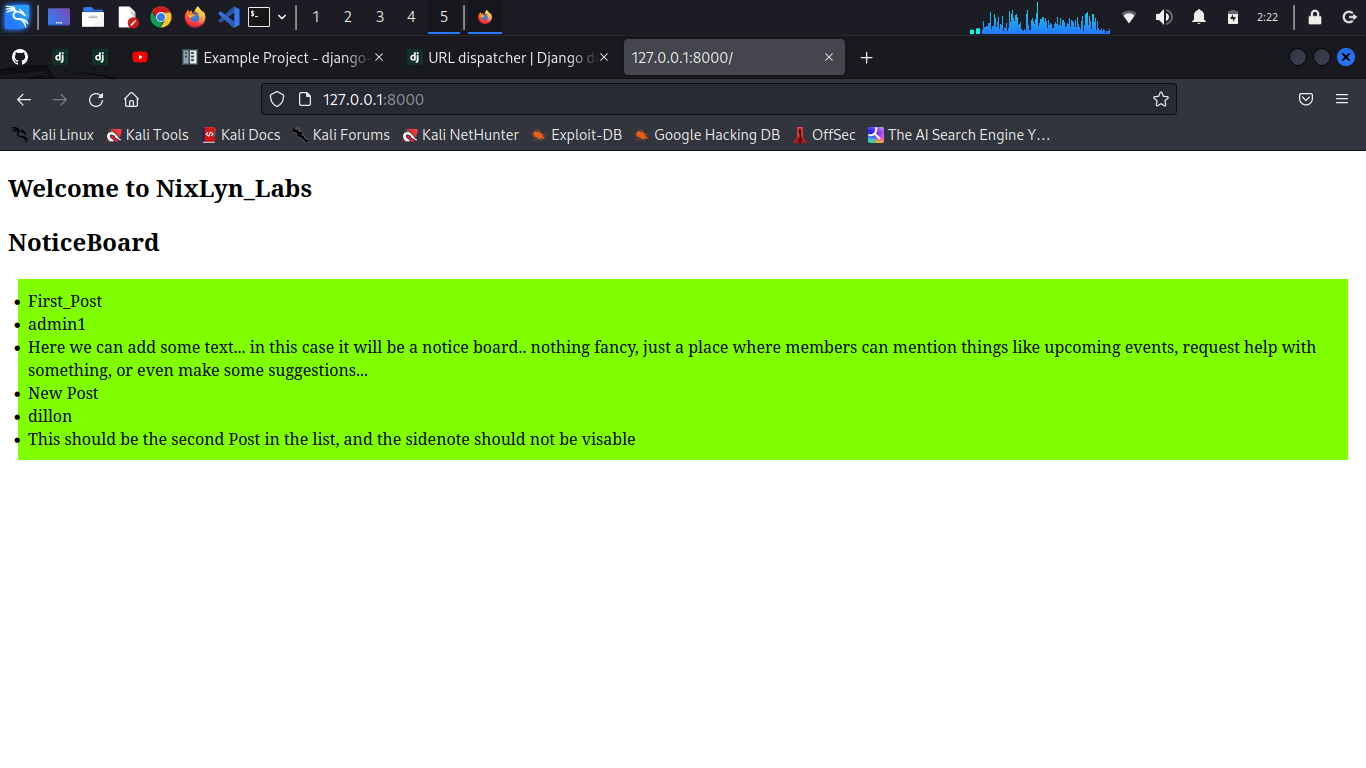 1 2 3 4 5 2:22
Example Project - django- URL dispatcher | Django d 127.0.0.1:8000/
127.0.0.1:8000
Kali Linux Kali Tools Kali Docs Kali Forums Kali NetHunter Exploit-DB Google Hacking DB OffSec The AI Search Engine Y…
Welcome to NixLyn_Labs
NoticeBoard
• First_Post
• admin1
• Here we can add some text... in this case it will be a notice board.. nothing fancy, just a place where members can mention things like upcoming events, request help with
something, or even make some suggestions...
• New Post
• dillon
• This should be the second Post in the list, and the sidenote should not be visable